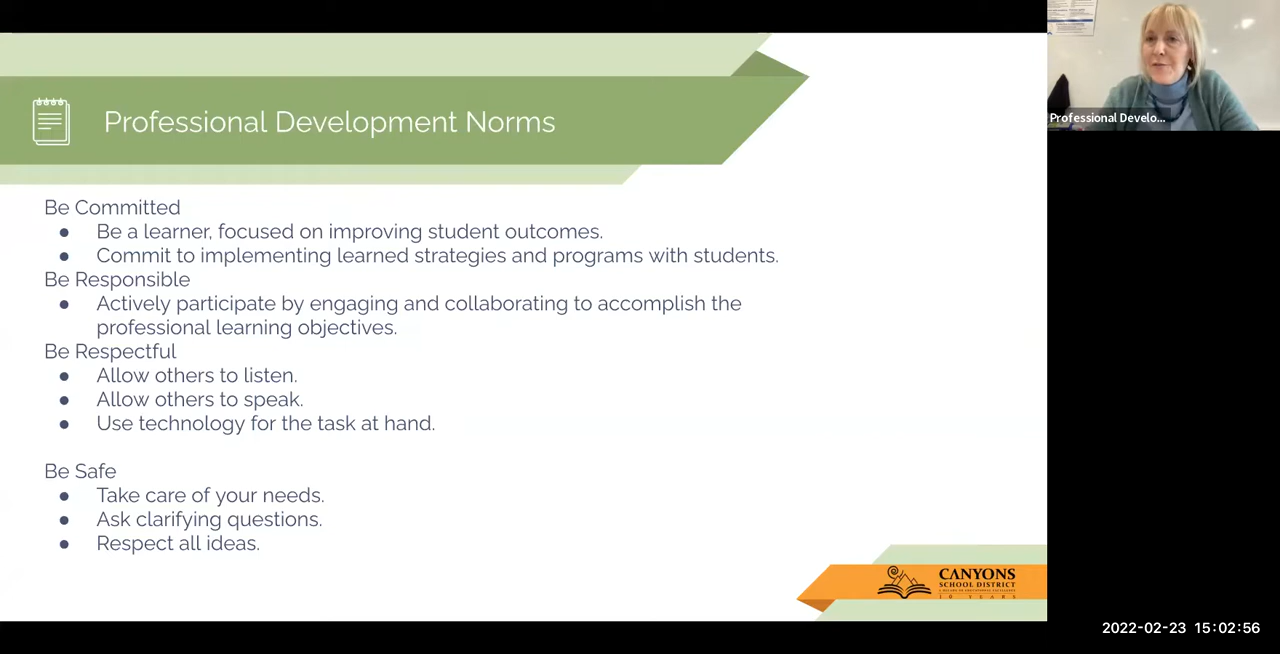 Professional Development Norms
Professional Develo...
Be Committed
● Be a learner, focused on improving student outcomes.
● Commit to implementing learned strategies and programs with students.
Be Responsible
● Actively participate by engaging and collaborating to accomplish the
professional learning objectives.
Be Respectful
● Allow others to listen.
● Allow others to speak.
● Use technology for the task at hand.
Be Safe
● Take care of your needs.
● Ask clarifying questions.
● Respect all ideas.
CANYONS
SCHOOL DISTRICT
10 YEARS
2022-02-23 15:02:56